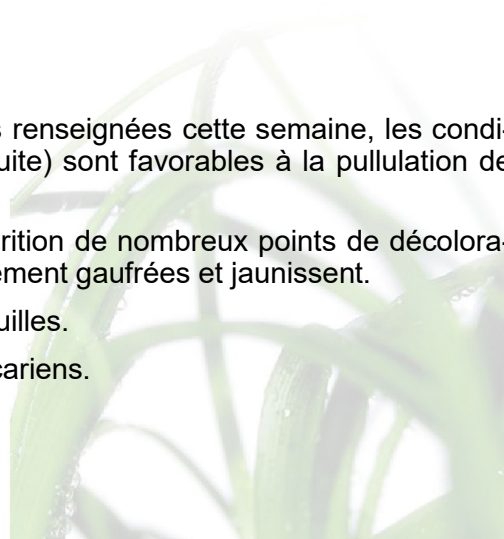 s renseignées cette semaine, les condi-
uite) sont favorables à la pullulation de
rition de nombreux points de décolora-
ement gaufrées et jaunissent.
uilles.
cariens.